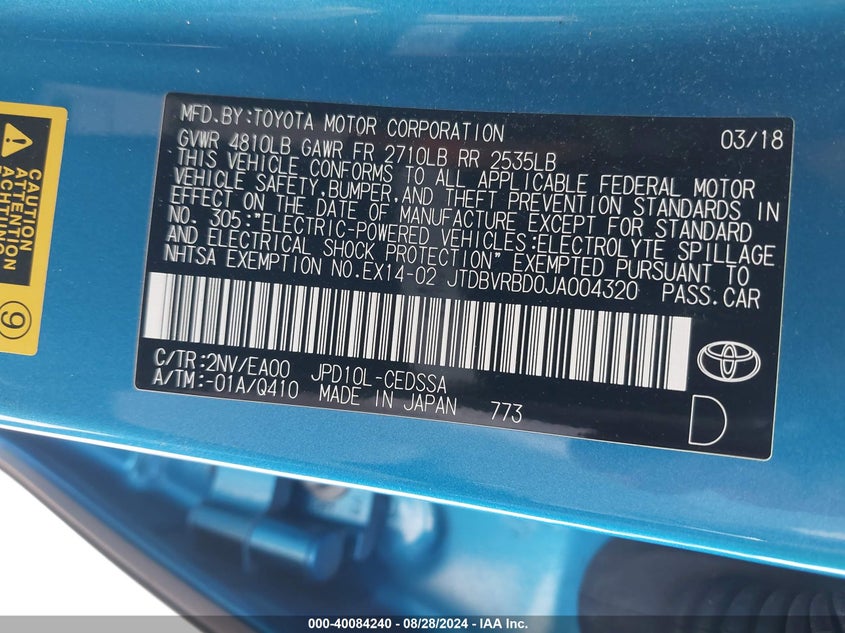 MFD.BY:TOYOTA MOTOR CORPORATION 03/18
GVWR 4810LB GAWR FR 2710LB RR 2535LB
THIS VEHICLE CONFORMS TO ALL APPLICABLE FEDERAL MOTOR
VEHICLE SAFETY,BUMPER,AND THEFT PREVENTION STANDARDS IN
EFFECT ON THE DATE OF MANUFACTURE EXCEPT FOR STANDARD
NO. 305:"ELECTRIC-POWERED VEHICLES:ELECTROLYTE SPILLAGE
AND ELECTRICAL SHOCK PROTECTION" EXEMPTED PURSUANT TO
NHTSA EXEMPTION NO.EX14-02 JTDBVRBD0JA004320 PASS.CAR
C/TR:2NV/EA00 JPD10L-CEDSSA
A/TM:-01A/Q410 MADE IN JAPAN 773
D
CAUTION
ATTENTION
ACHTUNG
9
000-40084240 - 08/28/2024 - IAA Inc.